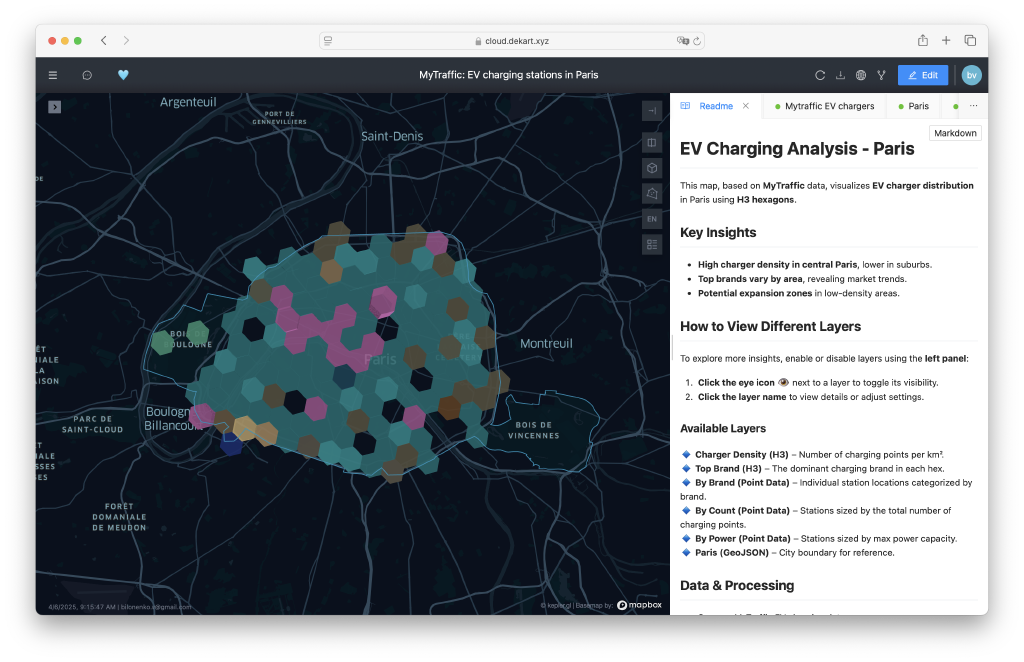 cloud.dekart.xyz
MyTraffic: EV charging stations in Paris
Edit
bv
Argenteuil
PORT DE
GENNEVILLIERS
Saint-Denis
DE
EN
BOIS DE
BOULOGNE
Paris
Montreuil
ÊT
NIALE
LA
AISON
Boulogn
Billancourt
PARC DE
SAINT-CLOUD
BOIS DE
VINCENNES
ÊT
NIALE
SSES
SES
FORÊT
DOMANIALE
DE MEUDON
4/6/2025, 9:15:47 AM | bilonenko.v@gmail.com
© kepler.gl | Basemap by: mapbox
Readme
Mytraffic EV chargers
Paris
Markdown
EV Charging Analysis - Paris
This map, based on MyTraffic data, visualizes EV charger distribution
in Paris using H3 hexagons.
Key Insights
• High charger density in central Paris, lower in suburbs.
• Top brands vary by area, revealing market trends.
• Potential expansion zones in low-density areas.
How to View Different Layers
To explore more insights, enable or disable layers using the left panel:
1. Click the eye icon 👁 next to a layer to toggle its visibility.
2. Click the layer name to view details or adjust settings.
Available Layers
🔹 Charger Density (H3) – Number of charging points per km².
🔹 Top Brand (H3) – The dominant charging brand in each hex.
🔹 By Brand (Point Data) – Individual station locations categorized by
brand.
🔹 By Count (Point Data) – Stations sized by the total number of
charging points.
🔹 By Power (Point Data) – Stations sized by max power capacity.
🔹 Paris (GeoJSON) – City boundary for reference.
Data & Processing